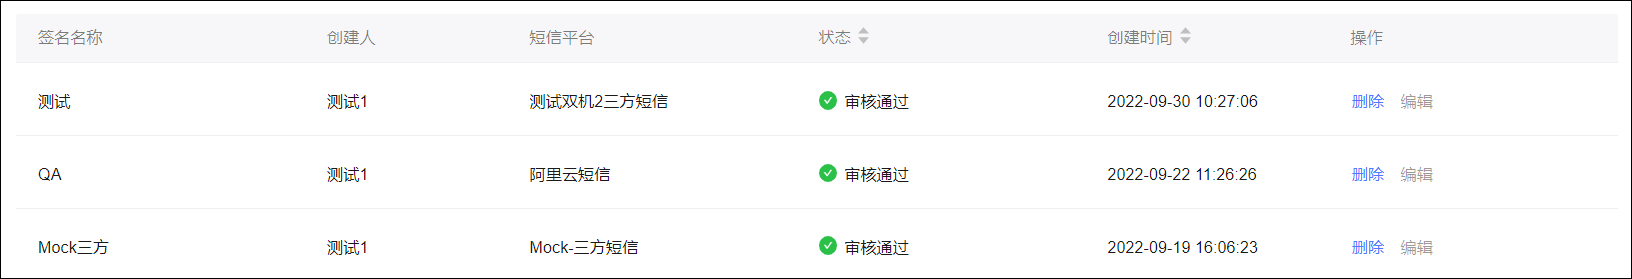 签名名称 创建人 短信平台 状态 创建时间 操作
测试 测试1 测试双机2三方短信 审核通过 2022-09-30 10:27:06 删除 编辑
QA 测试1 阿里云短信 审核通过 2022-09-22 11:26:26 删除 编辑
Mock三方 测试1 Mock-三方短信 审核通过 2022-09-19 16:06:23 删除 编辑